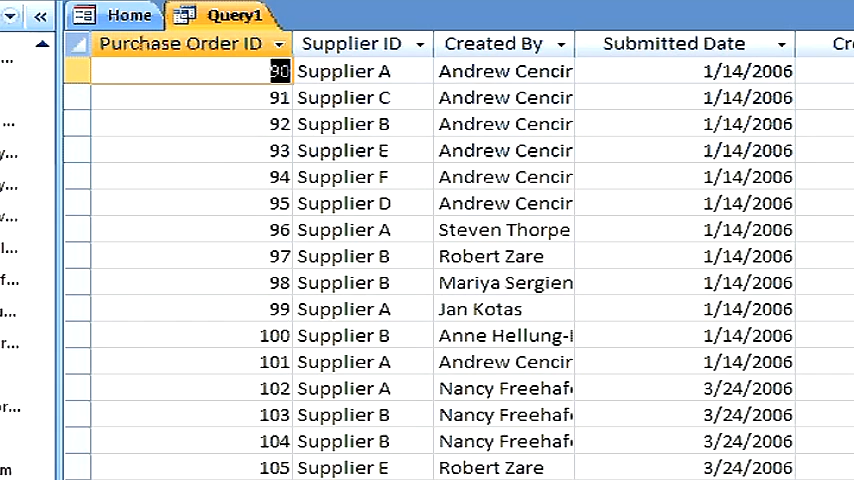 Home Query1
Purchase Order ID Supplier ID Created By Submitted Date Cr
90 Supplier A Andrew Cencir 1/14/2006
91 Supplier C Andrew Cencir 1/14/2006
92 Supplier B Andrew Cencir 1/14/2006
93 Supplier E Andrew Cencir 1/14/2006
94 Supplier F Andrew Cencir 1/14/2006
95 Supplier D Andrew Cencir 1/14/2006
96 Supplier A Steven Thorpe 1/14/2006
97 Supplier B Robert Zare 1/14/2006
98 Supplier B Mariya Sergien 1/14/2006
99 Supplier A Jan Kotas 1/14/2006
100 Supplier B Anne Hellung- 1/14/2006
101 Supplier A Andrew Cencir 1/14/2006
102 Supplier A Nancy Freehaf 3/24/2006
103 Supplier B Nancy Freehaf 3/24/2006
104 Supplier B Nancy Freehaf 3/24/2006
105 Supplier E Robert Zare 3/24/2006